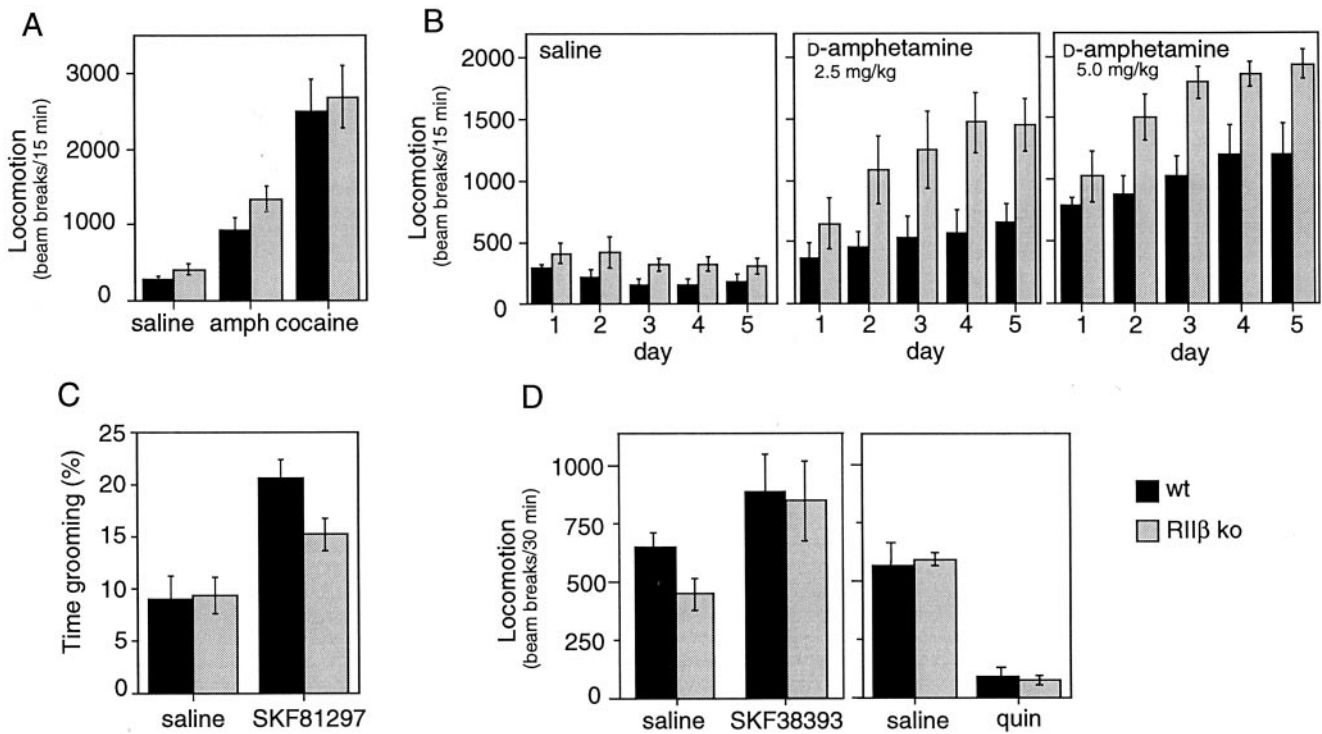 A
Locomotion
(beam breaks/15 min)
3000
2000
1000
0
saline amph cocaine
B
Locomotion
(beam breaks/15 min)
2000
1500
1000
500
0
saline
1 2 3 4 5
day
D-amphetamine
2.5 mg/kg
1 2 3 4 5
day
D-amphetamine
5.0 mg/kg
1 2 3 4 5
day
C
Time grooming (%)
25
20
15
10
5
0
saline SKF81297
D
Locomotion
(beam breaks/30 min)
1000
750
500
250
0
saline SKF38393
saline quin
wt
RIIβ ko